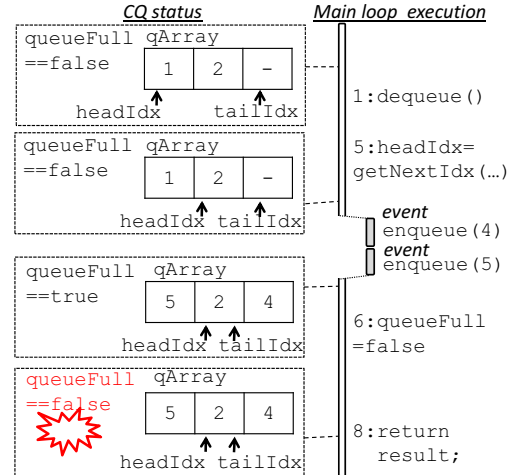 CQ status
Main loop execution
queueFull qArray
==false
1 2 -
headIdx tailIdx
1:dequeue()
queueFull qArray
==false
1 2 -
headIdx tailIdx
5:headIdx=
getNextIdx(…)
event
enqueue(4)
event
enqueue(5)
queueFull qArray
==true
5 2 4
headIdx tailIdx
6:queueFull
=false
queueFull qArray
==false
5 2 4
headIdx tailIdx
8:return
result;